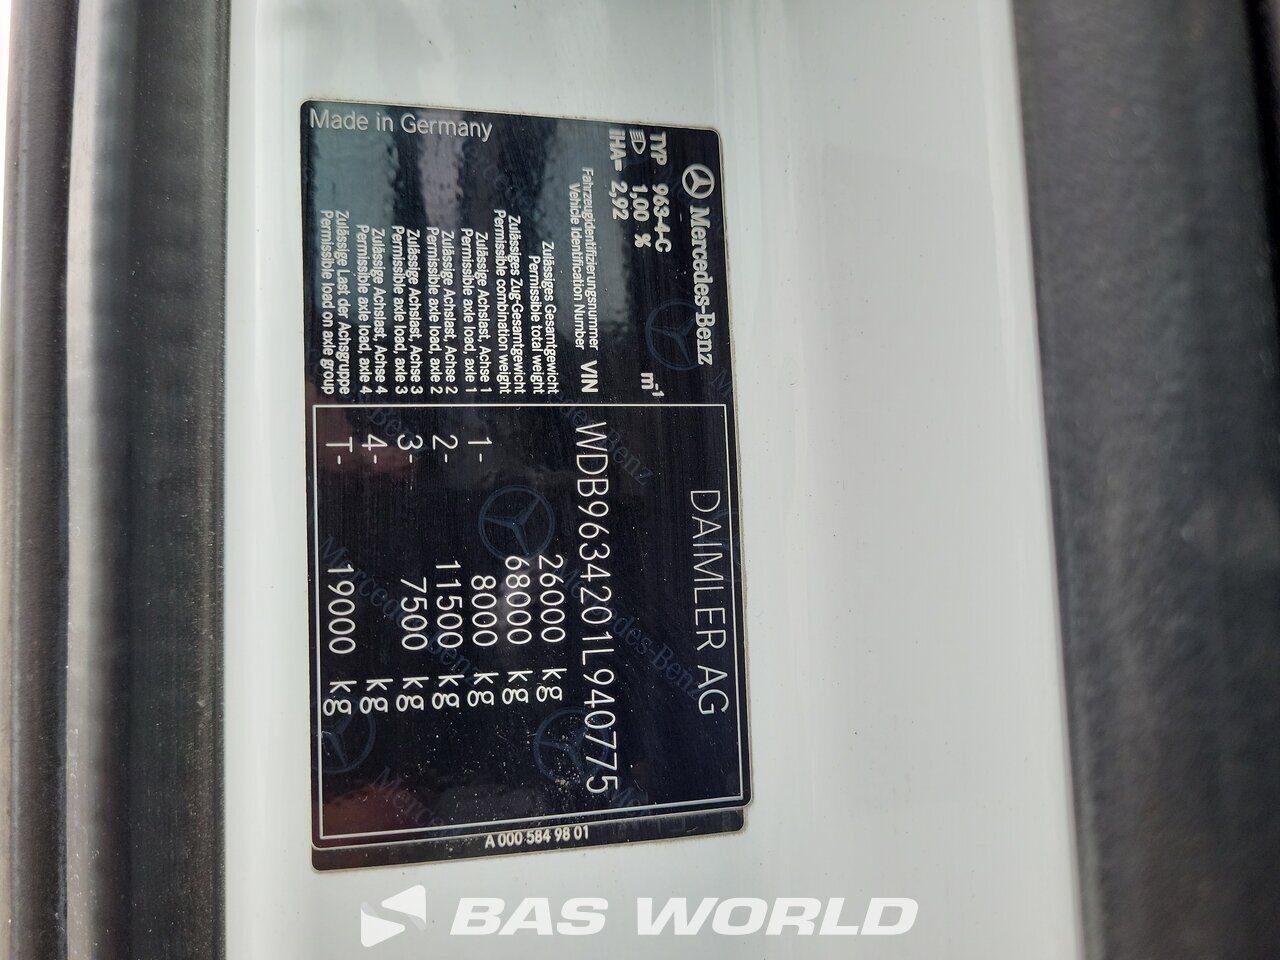 Mercedes-Benz
DAIMLER AG
TYP 963-4-C
1,00 %
iHA= 2,92 m-1
Fahrzeugidentifizierungsnummer
Vehicle Identification Number VIN WDB9634201L940775
Zulässiges Gesamtgewicht
Permissible total weight 26000 kg
Zulässiges Zug-Gesamtgewicht
Permissible combination weight 68000 kg
Zulässige Achslast, Achse 1
Permissible axle load, axle 1 1- 8000 kg
Zulässige Achslast, Achse 2
Permissible axle load, axle 2 2- 11500 kg
Zulässige Achslast, Achse 3
Permissible axle load, axle 3 3- 7500 kg
Zulässige Achslast, Achse 4
Permissible axle load, axle 4 4- kg
Zulässige Last der Achsgruppe
Permissible load on axle group T- 19000 kg
Made in Germany
A 000 584 98 01
BAS WORLD